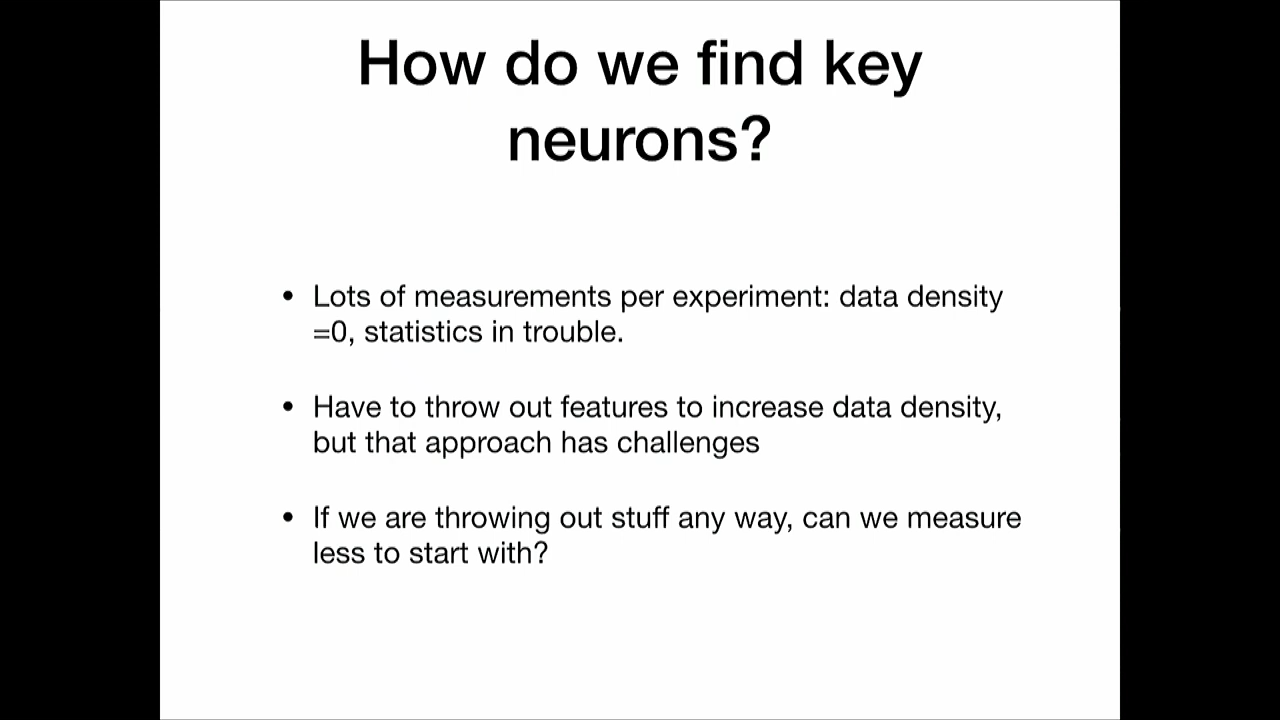 How do we find key
neurons?
• Lots of measurements per experiment: data density
=0, statistics in trouble.
• Have to throw out features to increase data density,
but that approach has challenges
• If we are throwing out stuff any way, can we measure
less to start with?